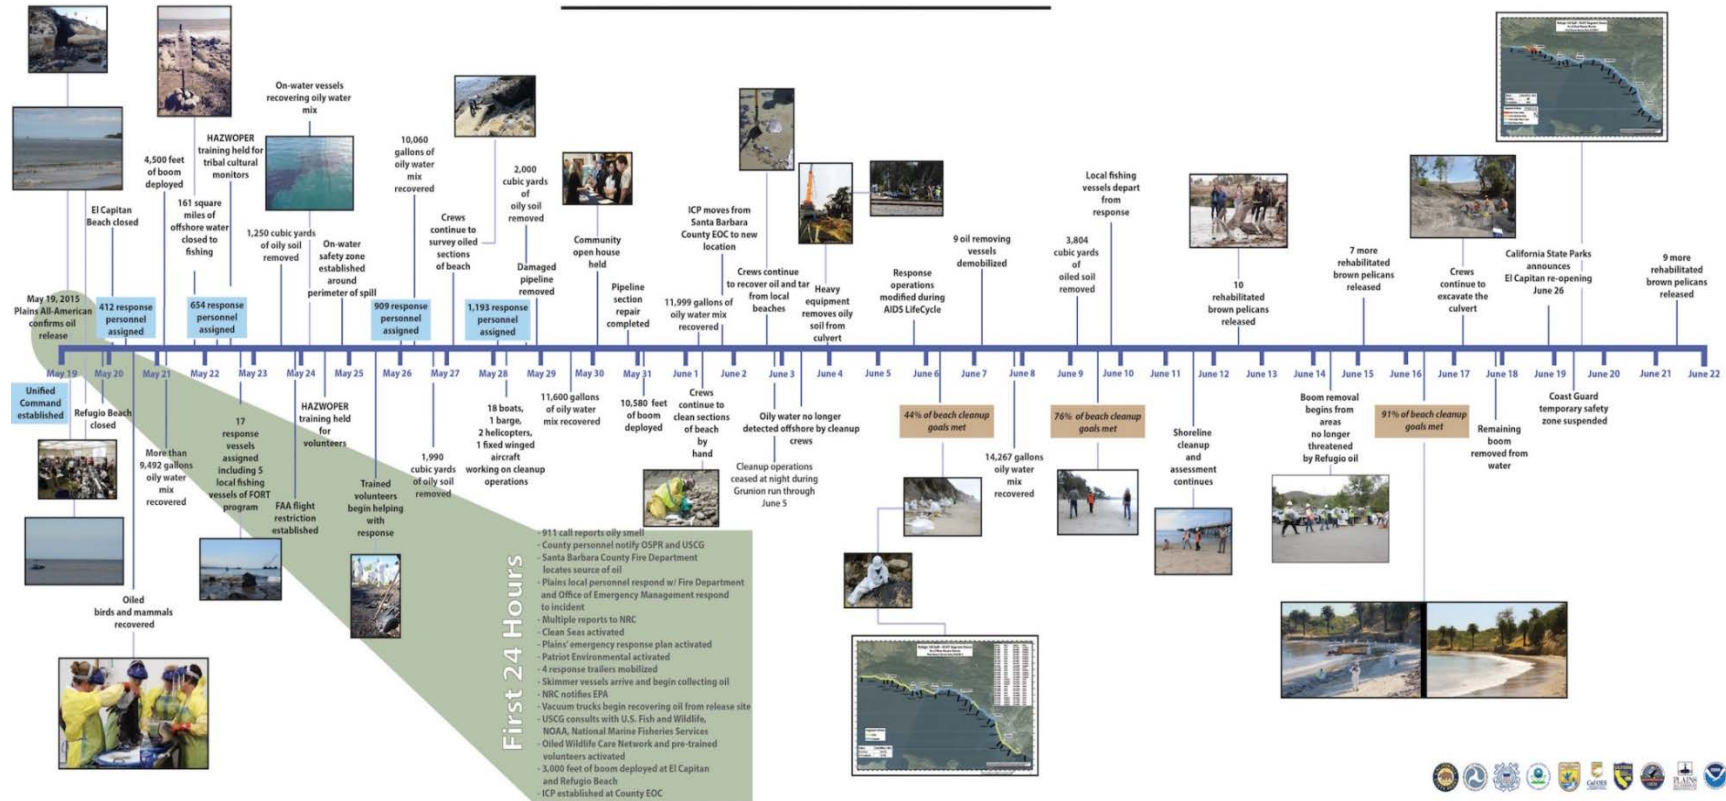 On-water vessels
recovering oily water
mix
HAZWOPER
training held for
tribal cultural
monitors
4,500 feet
of boom
deployed
10,060
gallons of
oily water
mix
recovered
2,000
cubic yards
of
oily soil
removed
El Capitan
Beach closed
161 square
miles of
offshore water
closed to
fishing
1,250 cubic yards
of oily soil
removed
On-water
safety zone
established
around
perimeter of spill
Crews
continue to
survey oiled
sections
of beach
Damaged
pipeline
removed
Community
open house
held
Pipeline
section
repair
completed
ICP moves from
Santa Barbara
County EOC to new
location
11,999 gallons of
oily water mix
recovered
Crews continue
to recover oil and tar
from local
beaches
Heavy
equipment
removes oily
soil from
culvert
Response
operations
modified during
AIDS LifeCycle
9 oil removing
vessels
demobilized
3,804
cubic yards
of
oiled soil
removed
Local fishing
vessels depart
from
response
10
rehabilitated
brown pelicans
released
7 more
rehabilitated
brown pelicans
released
Crews
continue to
excavate the
culvert
California State Parks
announces
El Capitan re-opening
June 26
9 more
rehabilitated
brown pelicans
released
May 19, 2015
Plains All-American
confirms oil
release
412 response
personnel
assigned
654 response
personnel
assigned
909 response
personnel
assigned
1,193 response
personnel
assigned
May 19 May 20 May 21 May 22 May 23 May 24 May 25 May 26 May 27 May 28 May 29 May 30 May 31 June 1 June 2 June 3 June 4 June 5 June 6 June 7 June 8 June 9 June 10 June 11 June 12 June 13 June 14 June 15 June 16 June 17 June 18 June 19 June 20 June 21 June 22
Unified
Command
established
Refugio Beach
closed
More than
9,492 gallons
oily water
mix
recovered
17
response
vessels
assigned
including 5
local fishing
vessels of FORT
program
FAA flight
restriction
established
HAZWOPER
training held
for
volunteers
Trained
volunteers
begin helping
with
response
1,990
cubic yards
of oily soil
removed
18 boats,
1 barge,
2 helicopters,
1 fixed winged
aircraft
working on cleanup
operations
11,600 gallons
of oily water
mix recovered
10,580 feet
of boom
deployed
Crews
continue to
clean sections
of beach
by
hand
Oily water no longer
detected offshore by cleanup
crews
Cleanup operations
ceased at night during
Grunion run through
June 5
44% of beach cleanup
goals met
14,267 gallons
oily water
mix
recovered
76% of beach cleanup
goals met
Shoreline
cleanup
and
assessment
continues
Boom removal
begins from
areas
no longer
threatened
by Refugio oil
91% of beach cleanup
goals met
Remaining
boom
removed from
water
Coast Guard
temporary safety
zone suspended
Oiled
birds and mammals
recovered
First 24 Hours
- 911 call reports oily smell
- County personnel notify OSPR and USCG
- Santa Barbara County Fire Department
locates source of oil
- Plains local personnel respond w/ Fire Department
and Office of Emergency Management respond
to incident
- Multiple reports to NRC
- Clean Seas activated
- Plains' emergency response plan activated
- Patriot Environmental activated
- 4 response trailers mobilized
- Skimmer vessels arrive and begin collecting oil
- NRC notifies EPA
- Vacuum trucks begin recovering oil from release site
- USCG consults with U.S. Fish and Wildlife,
NOAA, National Marine Fisheries Services
- Oiled Wildlife Care Network and pre-trained
volunteers activated
- 3,000 feet of boom deployed at El Capitan
and Refugio Beach
- ICP established at County EOC
Cal OES
PLAINS